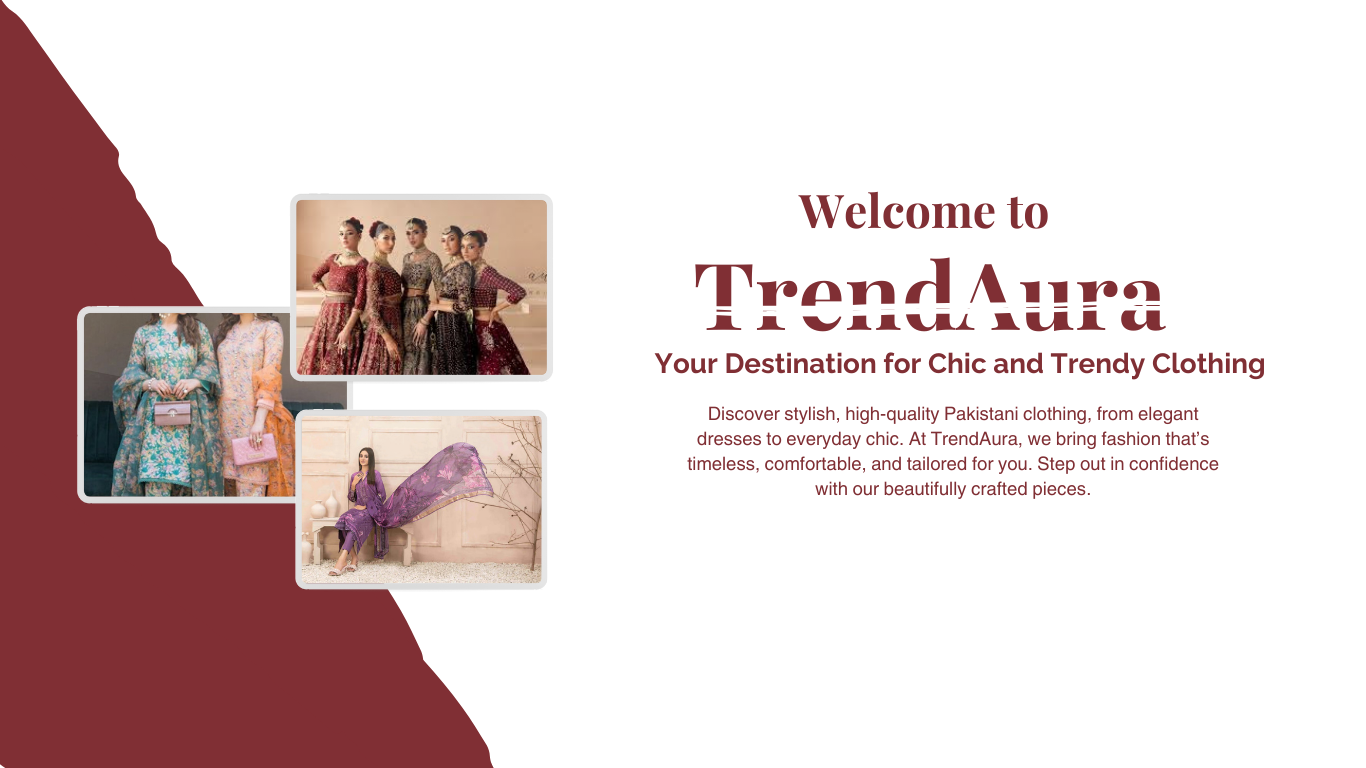 Welcome to
TrendAura
Your Destination for Chic and Trendy Clothing
Discover stylish, high-quality Pakistani clothing, from elegant
dresses to everyday chic. At TrendAura, we bring fashion that’s
timeless, comfortable, and tailored for you. Step out in confidence
with our beautifully crafted pieces.